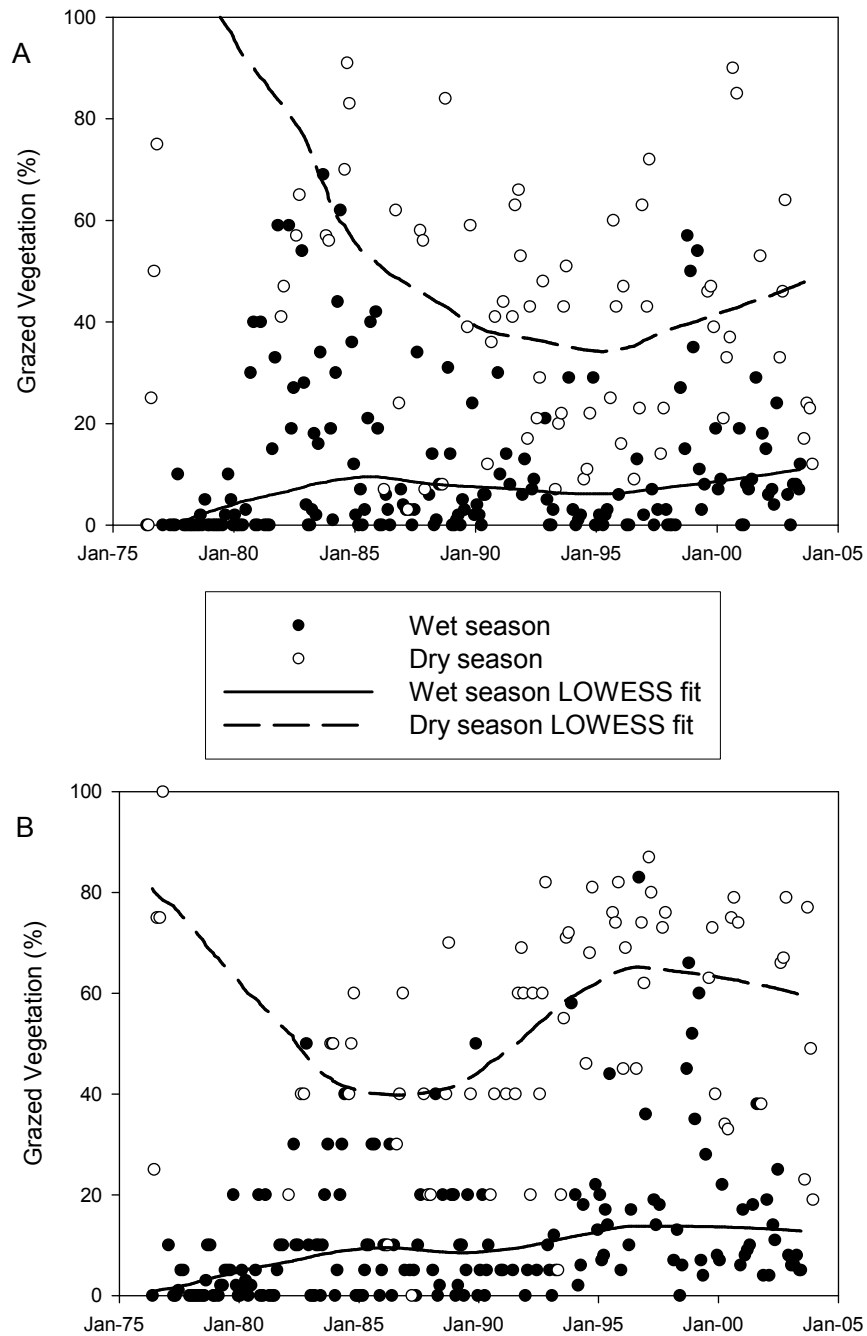 A
100
80
60
40
20
0
Grazed Vegetation (%)
Jan-75 Jan-80 Jan-85 Jan-90 Jan-95 Jan-00 Jan-05
Wet season
Dry season
Wet season LOWESS fit
Dry season LOWESS fit
B
100
80
60
40
20
0
Grazed Vegetation (%)
Jan-75 Jan-80 Jan-85 Jan-90 Jan-95 Jan-00 Jan-05